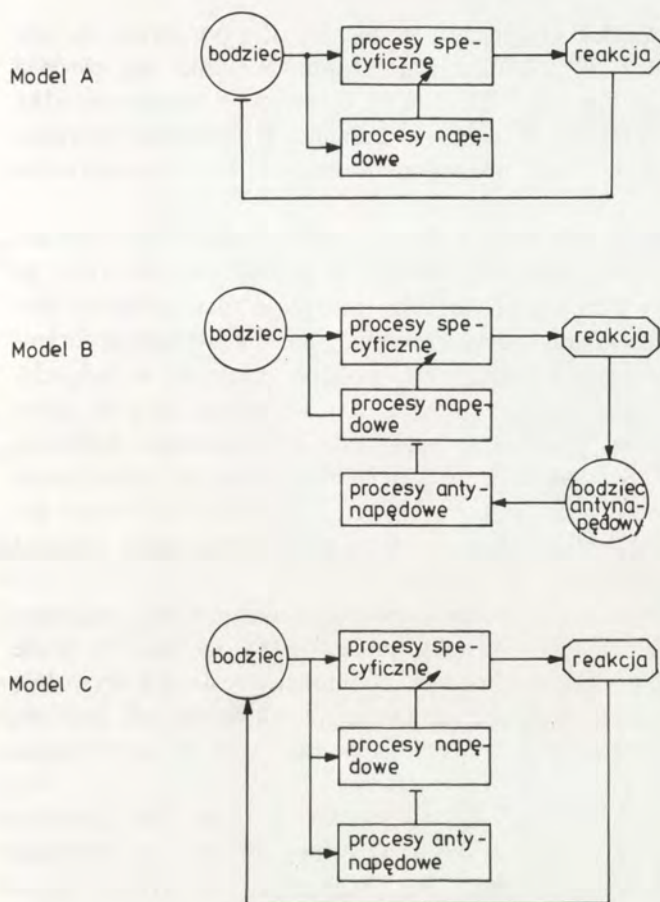 Model A
bodziec
procesy spe-
cyficzne
reakcja
procesy napę-
dowe
Model B
bodziec
procesy spe-
cyficzne
reakcja
procesy napę-
dowe
procesy anty-
napędowe
bodziec
antyna-
pędowy
Model C
bodziec
procesy spe-
cyficzne
reakcja
procesy napę-
dowe
procesy anty-
napędowe